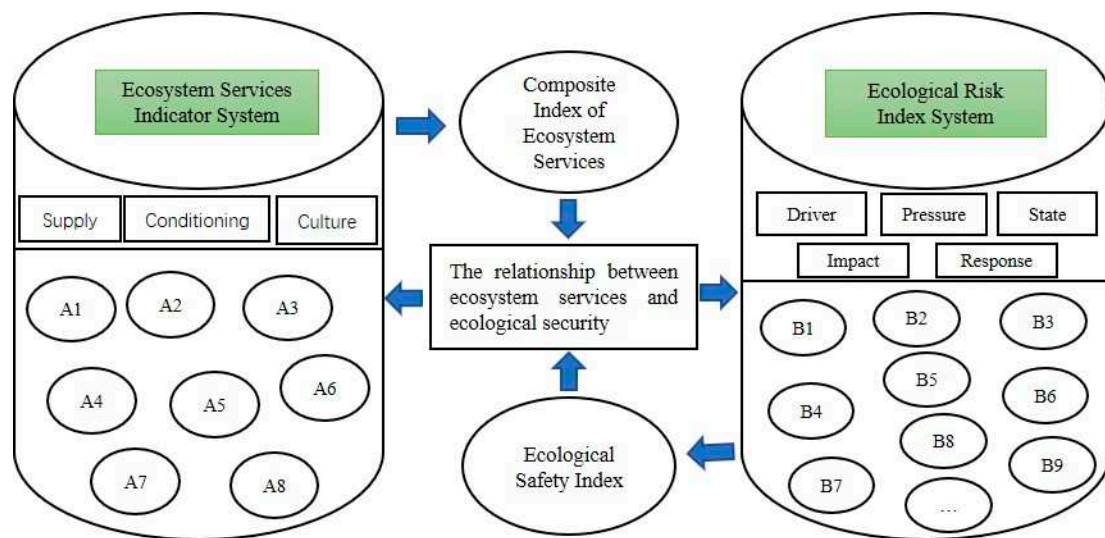 Ecosystem Services
Indicator System
Supply
Conditioning
Culture
A1
A2
A3
A4
A5
A6
A7
A8
Composite
Index of
Ecosystem
Services
The relationship between
ecosystem services and
ecological security
Ecological
Safety Index
Ecological Risk
Index System
Driver
Pressure
State
Impact
Response
B1
B2
B3
B4
B5
B6
B7
B8
B9
...